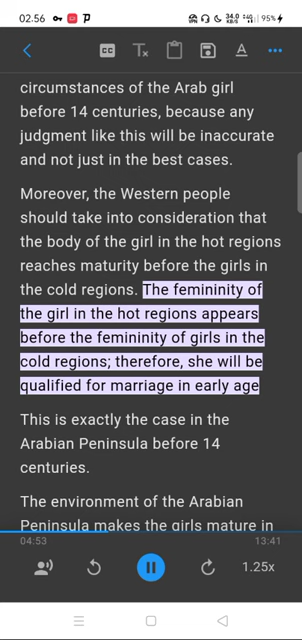 02.56
34.0
KB/S
95%
CC
circumstances of the Arab girl
before 14 centuries, because any
judgment like this will be inaccurate
and not just in the best cases.
Moreover, the Western people
should take into consideration that
the body of the girl in the hot regions
reaches maturity before the girls in
the cold regions. The femininity of
the girl in the hot regions appears
before the femininity of girls in the
cold regions; therefore, she will be
qualified for marriage in early age
This is exactly the case in the
Arabian Peninsula before 14
centuries.
The environment of the Arabian
Peninsula makes the girls mature in
04:53
13:41
1.25x